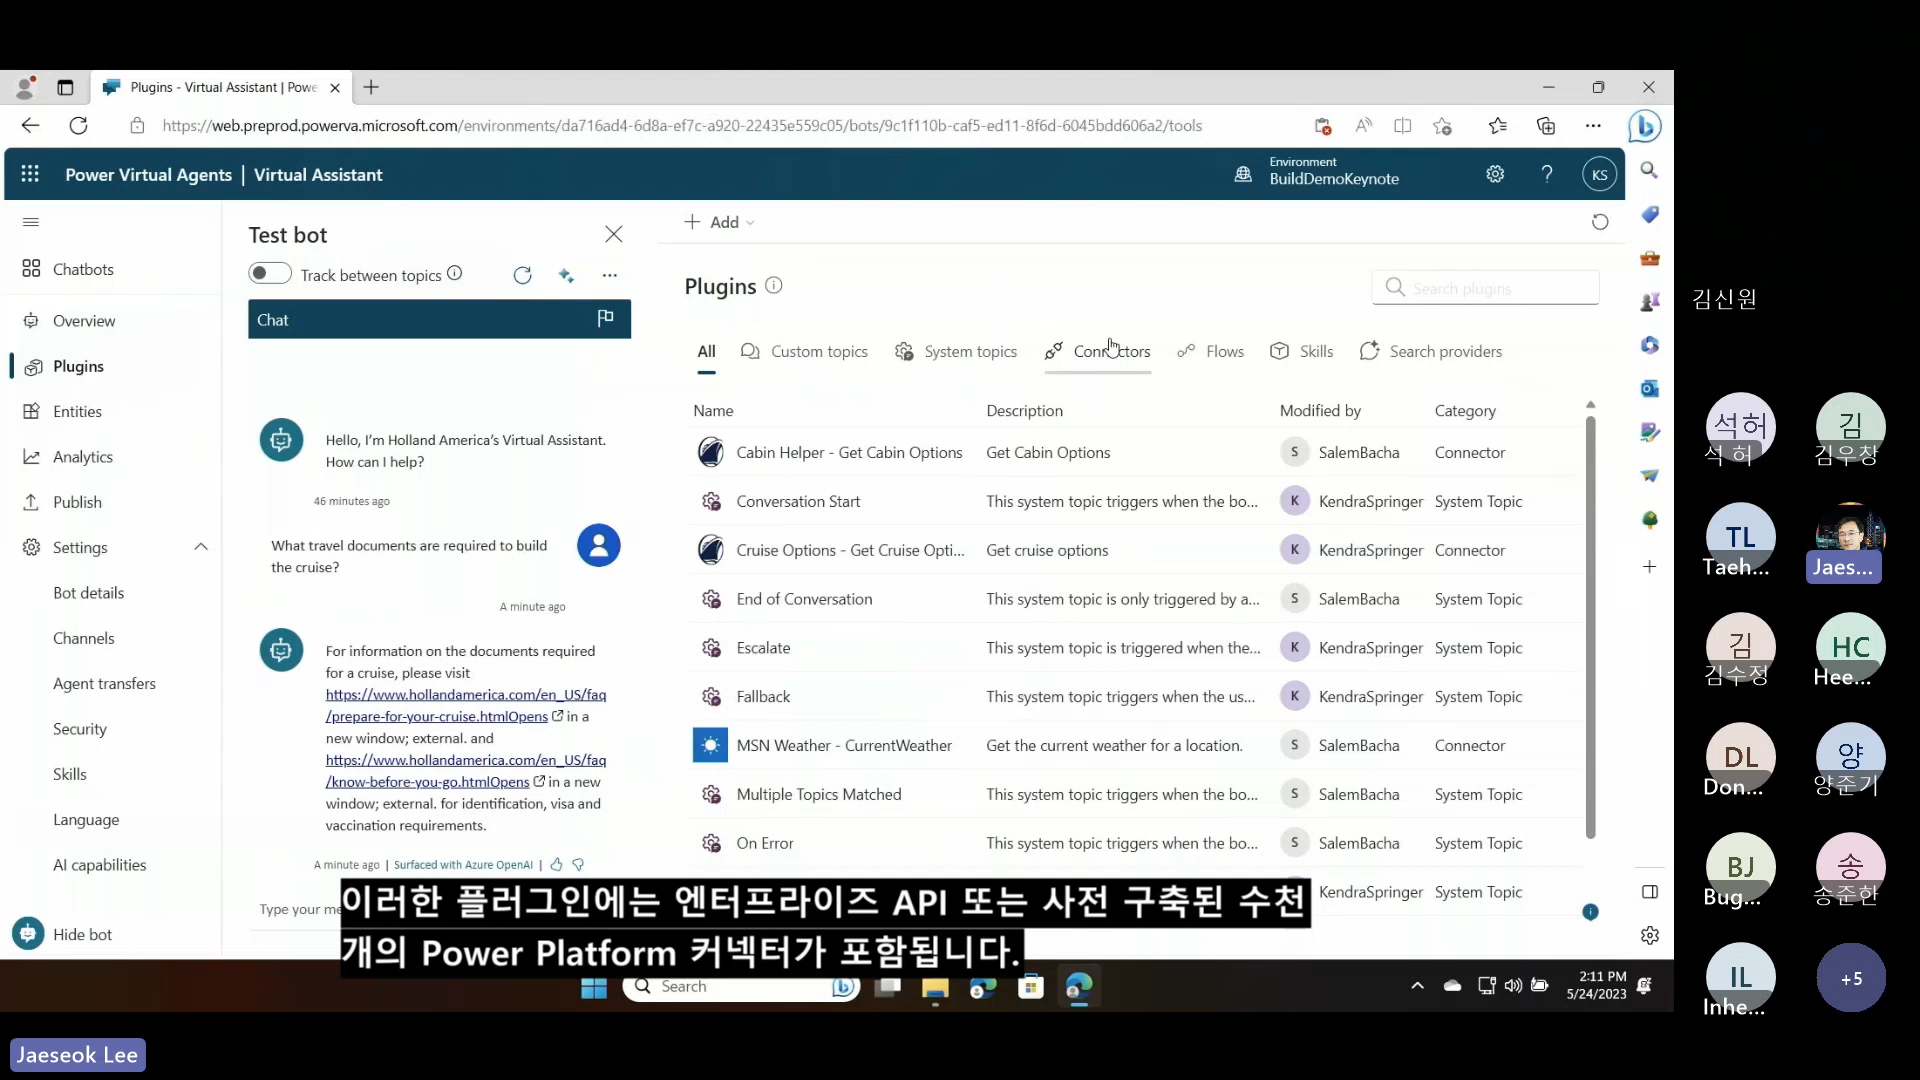 Plugins - Virtual Assistant | Powe
https://web.preprod.powerva.microsoft.com/environments/da716ad4-6d8a-ef7c-a920-22435e559c05/bots/9c1f110b-caf5-ed11-8f6d-6045bdd606a2/tools
Power Virtual Agents | Virtual Assistant
Environment
BuildDemoKeynote
KS
Chatbots
Overview
Plugins
Entities
Analytics
Publish
Settings
Bot details
Channels
Agent transfers
Security
Skills
Language
AI capabilities
Hide bot
Test bot
Track between topics
Chat
Hello, I'm Holland America's Virtual Assistant.
How can I help?
46 minutes ago
What travel documents are required to build
the cruise?
A minute ago
For information on the documents required
for a cruise, please visit
https://www.hollandamerica.com/en_US/faq
/prepare-for-your-cruise.htmlOpens in a
new window; external. and
https://www.hollandamerica.com/en_US/faq
/know-before-you-go.htmlOpens in a new
window; external. for identification, visa and
vaccination requirements.
A minute ago | Surfaced with Azure OpenAI |
Type your me
Add
Plugins
Search plugins
All Custom topics System topics Connectors Flows Skills Search providers
Name Description Modified by Category
Cabin Helper - Get Cabin Options Get Cabin Options S SalemBacha Connector
Conversation Start This system topic triggers when the bo... K KendraSpringer System Topic
Cruise Options - Get Cruise Opti... Get cruise options K KendraSpringer Connector
End of Conversation This system topic is only triggered by a... S SalemBacha System Topic
Escalate This system topic is triggered when the... K KendraSpringer System Topic
Fallback This system topic triggers when the us... K KendraSpringer System Topic
MSN Weather - CurrentWeather Get the current weather for a location. S SalemBacha Connector
Multiple Topics Matched This system topic triggers when the bo... S SalemBacha System Topic
On Error This system topic triggers when the bo... S SalemBacha System Topic
KendraSpringer System Topic
이러한 플러그인에는 엔터프라이즈 API 또는 사전 구축된 수천
개의 Power Platform 커넥터가 포함됩니다.
Search
2:11 PM
5/24/2023
김신원
석허 김
석 허 김우창
TL
Taeh... Jaes...
김 HC
김수정 Hee...
DL 양
Don... 양준기
BJ 송
Bug... 송준한
IL +5
Inhe...
Jaeseok Lee